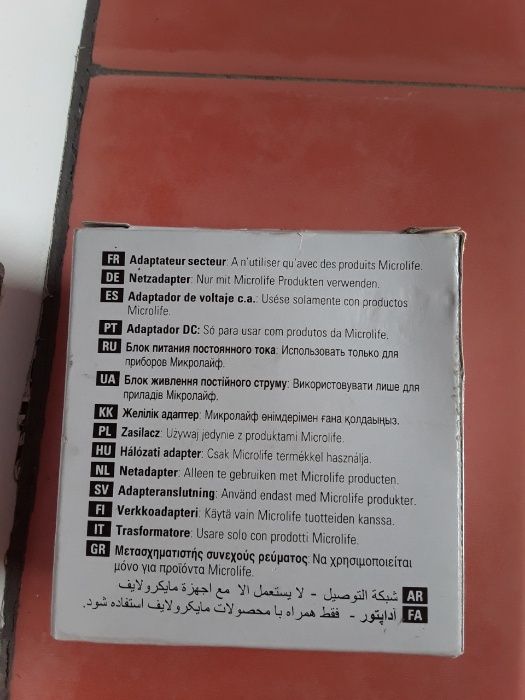 FR Adaptateur secteur: A n'utiliser qu'avec des produits Microlife.
DE Netzadapter: Nur mit Microlife Produkten verwenden.
ES Adaptador de voltaje c.a.: Usése solamente con productos
Microlife.
PT Adaptador DC: Só para usar com produtos da Microlife.
RU Блок питания постоянного тока: Использовать только для
приборов Микролайф.
UA Блок живлення постійного струму: Використовувати лише для
приладів Мікролайф.
KK Желілік адаптер: Микролайф өнімдерімен ғана қолдаыңыз.
PL Zasilacz: Używaj jedynie z produktami Microlife.
HU Hálózati adapter: Csak Microlife termékkel használja.
NL Netadapter: Alleen te gebruiken met Microlife producten.
SV Adapteranslutning: Använd endast med Microlife produkter.
FI Verkkoadapteri: Käytä vain Microlife tuotteiden kanssa.
IT Trasformatore: Usare solo con prodotti Microlife.
GR Μετασχηματιστής συνεχούς ρεύματος: Να χρησιμοποιείται
μόνο για προϊόντα Microlife.
AR شبكة التوصيل - لا يستعمل الا مع اجهزة مايكرولايف
FA آداپتور - فقط همراه با محصولات مایکرولایف استفاده شود.